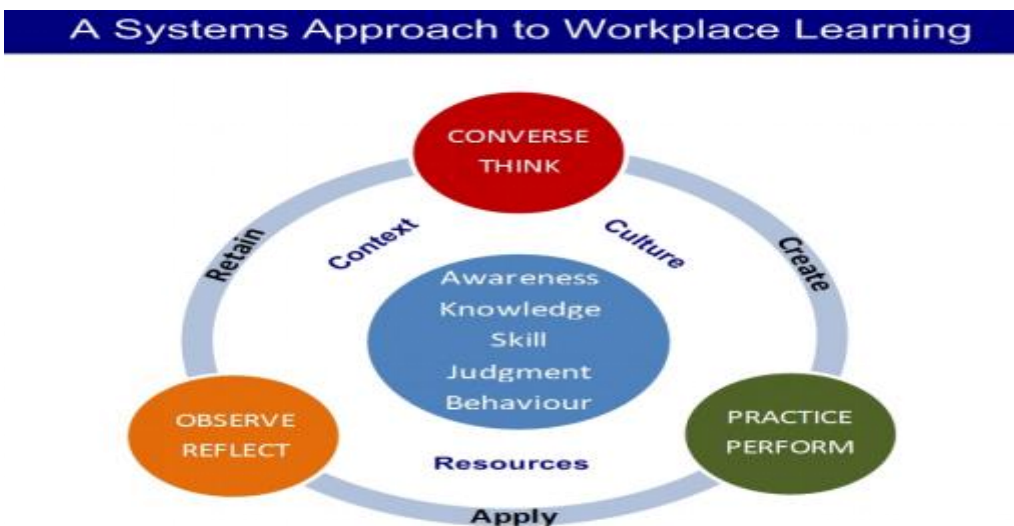 A Systems Approach to Workplace Learning
CONVERSE
THINK
Retain
Context
Culture
Create
Awareness
Knowledge
Skill
Judgment
Behaviour
OBSERVE
REFLECT
PRACTICE
PERFORM
Resources
Apply